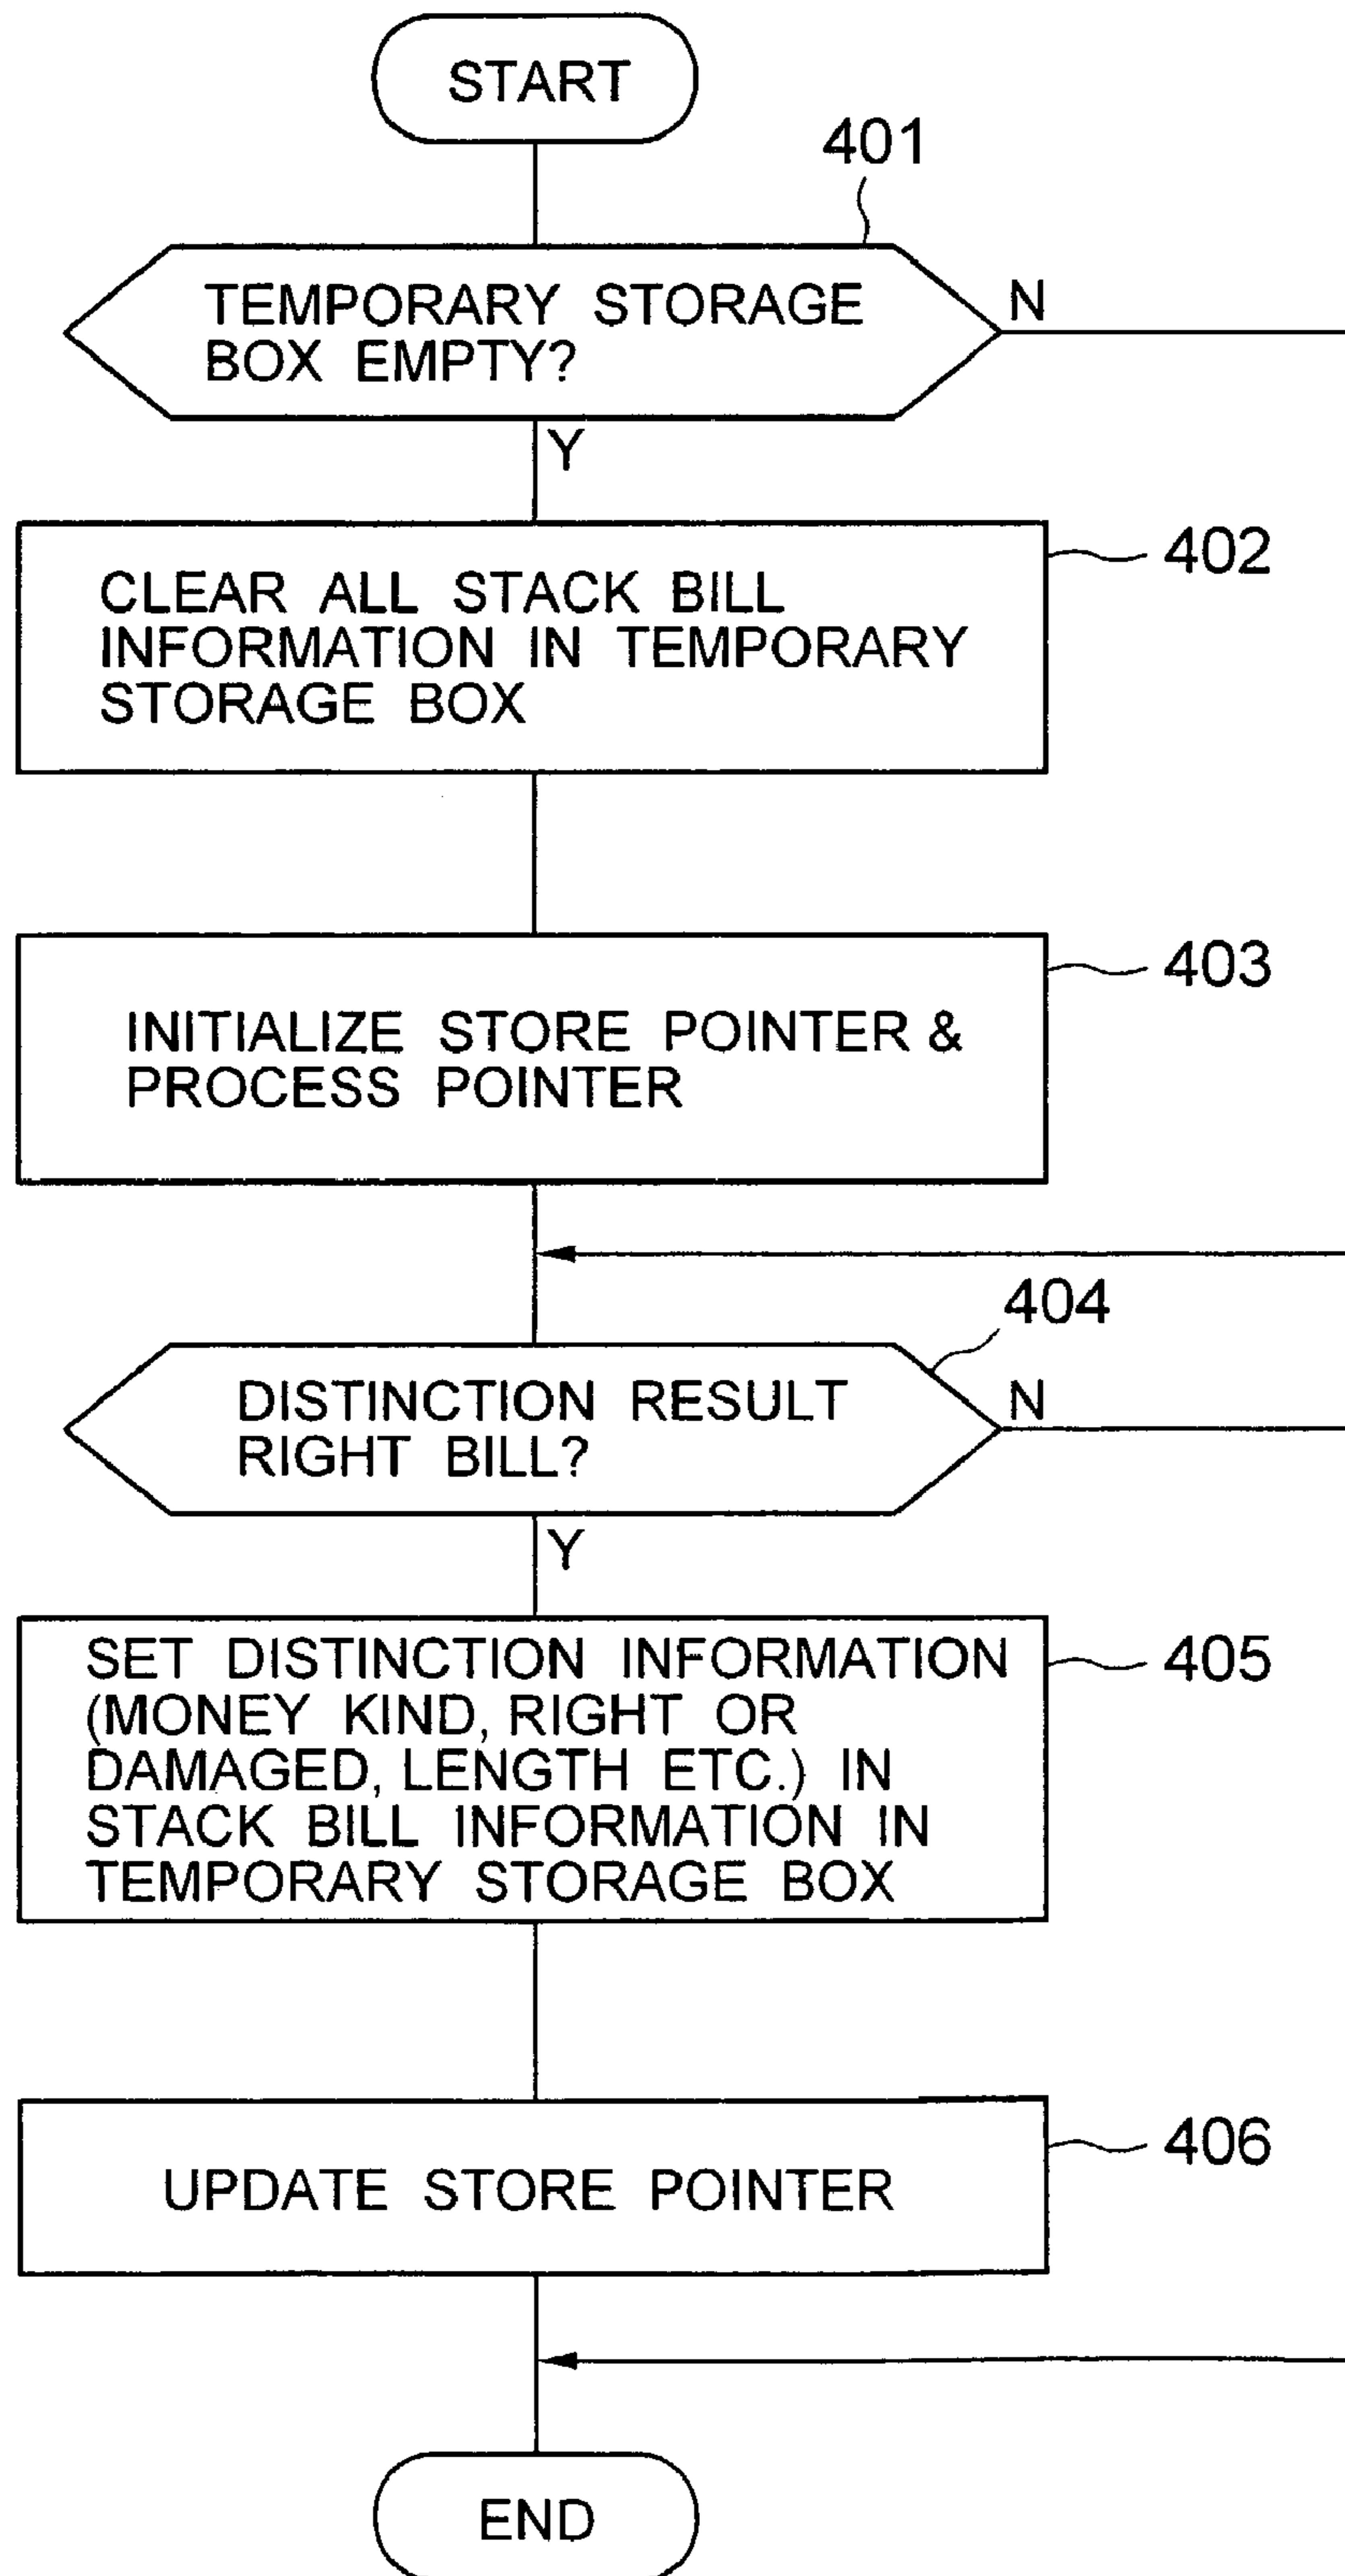 START
401
TEMPORARY STORAGE
BOX EMPTY?
N
Y
402
CLEAR ALL STACK BILL
INFORMATION IN TEMPORARY
STORAGE BOX
403
INITIALIZE STORE POINTER &
PROCESS POINTER
404
DISTINCTION RESULT
RIGHT BILL?
N
Y
405
SET DISTINCTION INFORMATION
(MONEY KIND, RIGHT OR
DAMAGED, LENGTH ETC.) IN
STACK BILL INFORMATION IN
TEMPORARY STORAGE BOX
406
UPDATE STORE POINTER
END